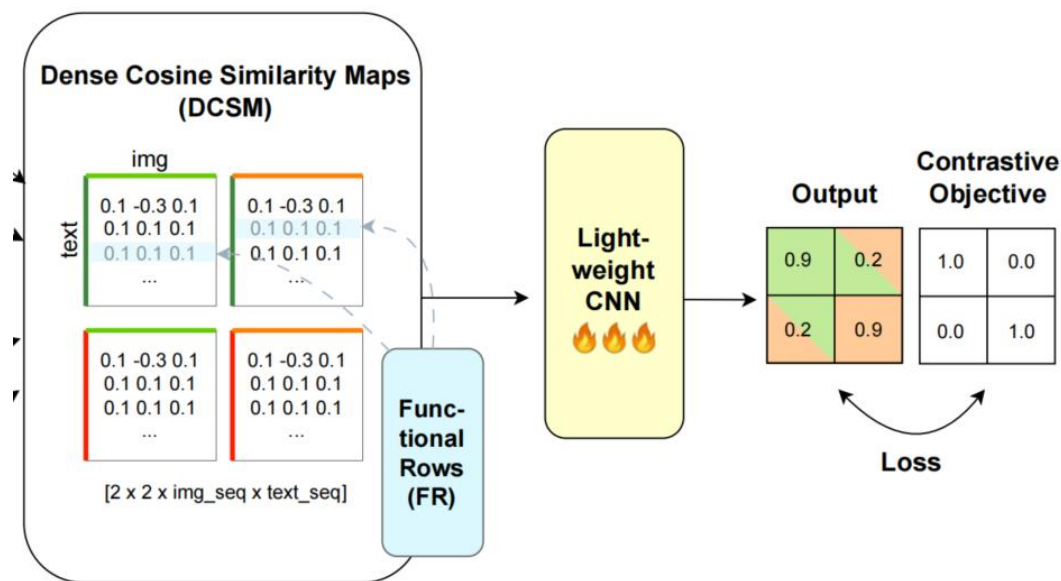 Dense Cosine Similarity Maps
(DCSM)
img
text
0.1 -0.3 0.1
0.1 0.1 0.1
0.1 0.1 0.1
...
0.1 -0.3 0.1
0.1 0.1 0.1
0.1 0.1 0.1
...
0.1 -0.3 0.1
0.1 0.1 0.1
0.1 0.1 0.1
...
0.1 -0.3 0.1
0.1 0.1 0.1
0.1 0.1 0.1
...
[2 x 2 x img_seq x text_seq]
Func-
tional
Rows
(FR)
Light-
weight
CNN
Output
0.9 0.2
0.2 0.9
Contrastive
Objective
1.0 0.0
0.0 1.0
Loss